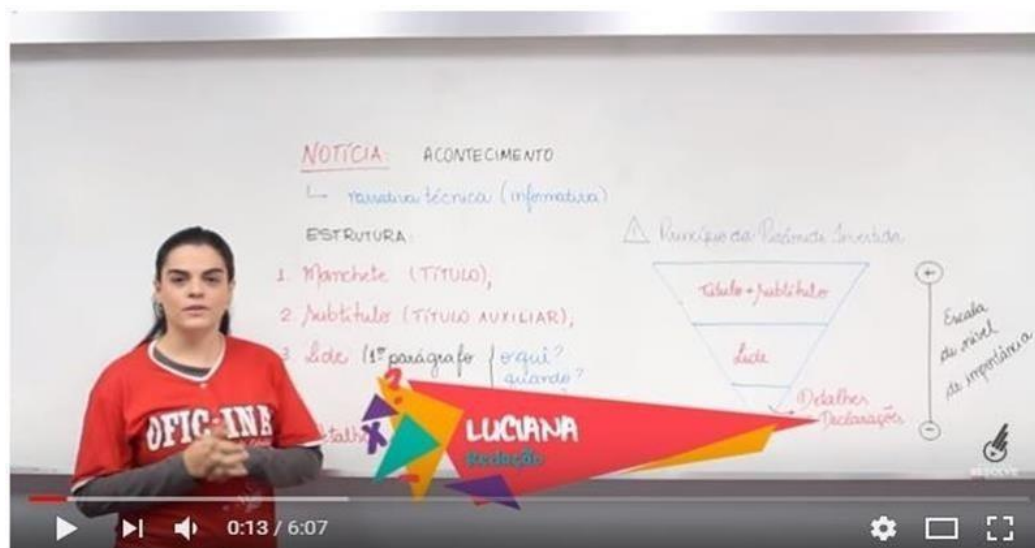 NOTÍCIA: ACONTECIMENTO
narrativa técnica (informativa)
ESTRUTURA:
1. Manchete (TÍTULO),
2. Subtítulo (TÍTULO AUXILIAR),
3. Lide (1º parágrafo
o quê?
quando?
⚠ Princípio da Pirâmide Invertida
Título + subtítulo
Lide
Detalhes
Declarações
+
Escala
de nível
de importância
-
OFICINA
LUCIANA
Redação
RESOLVE
0:13 / 6:07